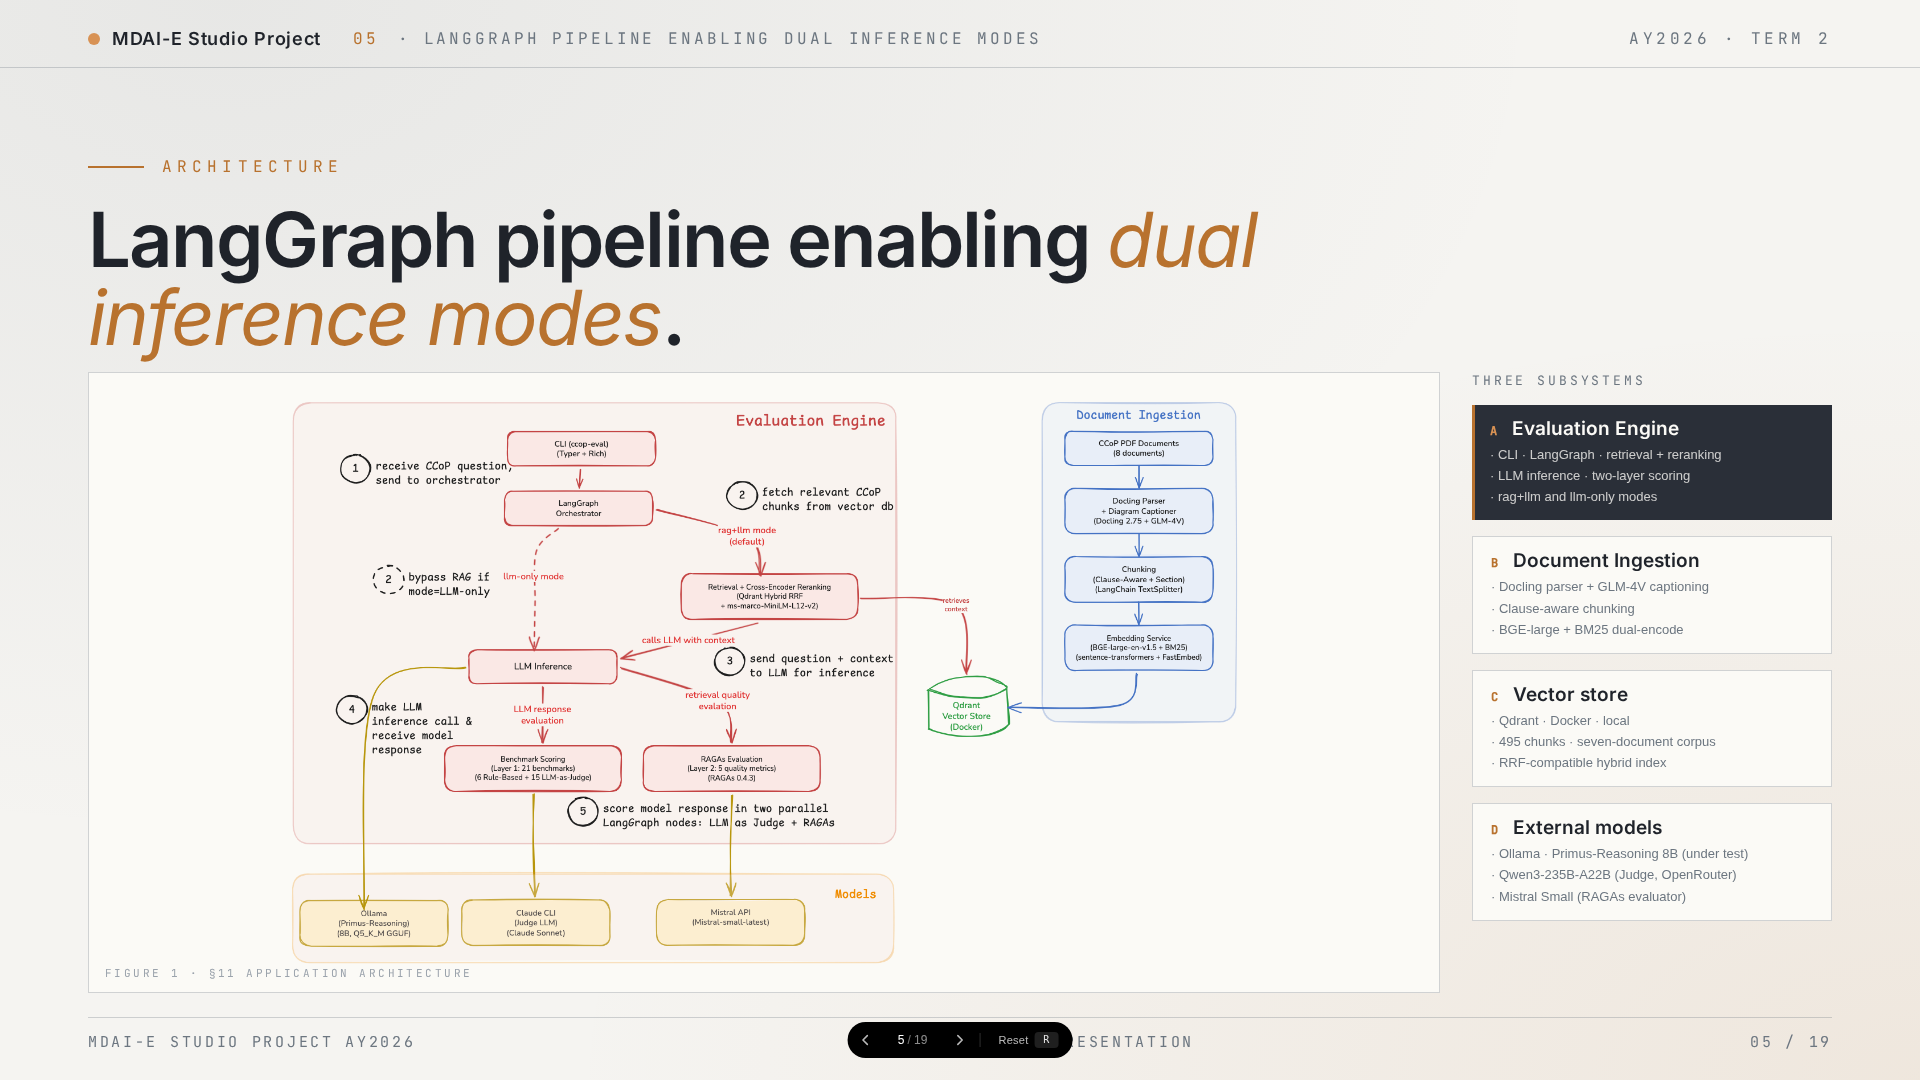 MDAI-E Studio Project 05 · LANGGRAPH PIPELINE ENABLING DUAL INFERENCE MODES AY2026 · TERM 2
ARCHITECTURE
LangGraph pipeline enabling dual
inference modes.
Evaluation Engine
CLI (ccop-eval)
(Typer + Rich)
1 receive CCoP question,
send to orchestrator
LangGraph
Orchestrator
2 fetch relevant CCoP
chunks from vector db
rag+llm mode
(default)
2 bypass RAG if
mode=LLM-only
llm-only mode
Retrieval + Cross-Encoder Reranking
(Qdrant Hybrid RRF
+ ms-marco-MiniLM-L12-v2)
retrieves
context
calls LLM with context
LLM Inference
3 send question + context
to LLM for inference
4 make LLM
inference call &
receive model
response
LLM response
evaluation
retrieval quality
evalation
Benchmark Scoring
(Layer 1: 21 benchmarks)
(6 Rule-Based + 15 LLM-as-Judge)
RAGAs Evaluation
(Layer 2: 5 quality metrics)
(RAGAs 0.4.3)
5 score model response in two parallel
LangGraph nodes: LLM as Judge + RAGAs
Models
Ollama
(Primus-Reasoning)
(8B, Q5_K_M GGUF)
Claude CLI
(Judge LLM)
(Claude Sonnet)
Mistral API
(Mistral-small-latest)
Document Ingestion
CCoP PDF Documents
(8 documents)
Docling Parser
+ Diagram Captioner
(Docling 2.75 + GLM-4V)
Chunking
(Clause-Aware + Section)
(LangChain TextSplitter)
Embedding Service
(BGE-large-en-v1.5 + BM25)
(sentence-transformers + FastEmbed)
Qdrant
Vector Store
(Docker)
FIGURE 1 · §11 APPLICATION ARCHITECTURE
THREE SUBSYSTEMS
A Evaluation Engine
· CLI · LangGraph · retrieval + reranking
· LLM inference · two-layer scoring
· rag+llm and llm-only modes
B Document Ingestion
· Docling parser + GLM-4V captioning
· Clause-aware chunking
· BGE-large + BM25 dual-encode
C Vector store
· Qdrant · Docker · local
· 495 chunks · seven-document corpus
· RRF-compatible hybrid index
D External models
· Ollama · Primus-Reasoning 8B (under test)
· Qwen3-235B-A22B (Judge, OpenRouter)
· Mistral Small (RAGAs evaluator)
MDAI-E STUDIO PROJECT AY2026 5 / 19 Reset R ESENTATION 05 / 19